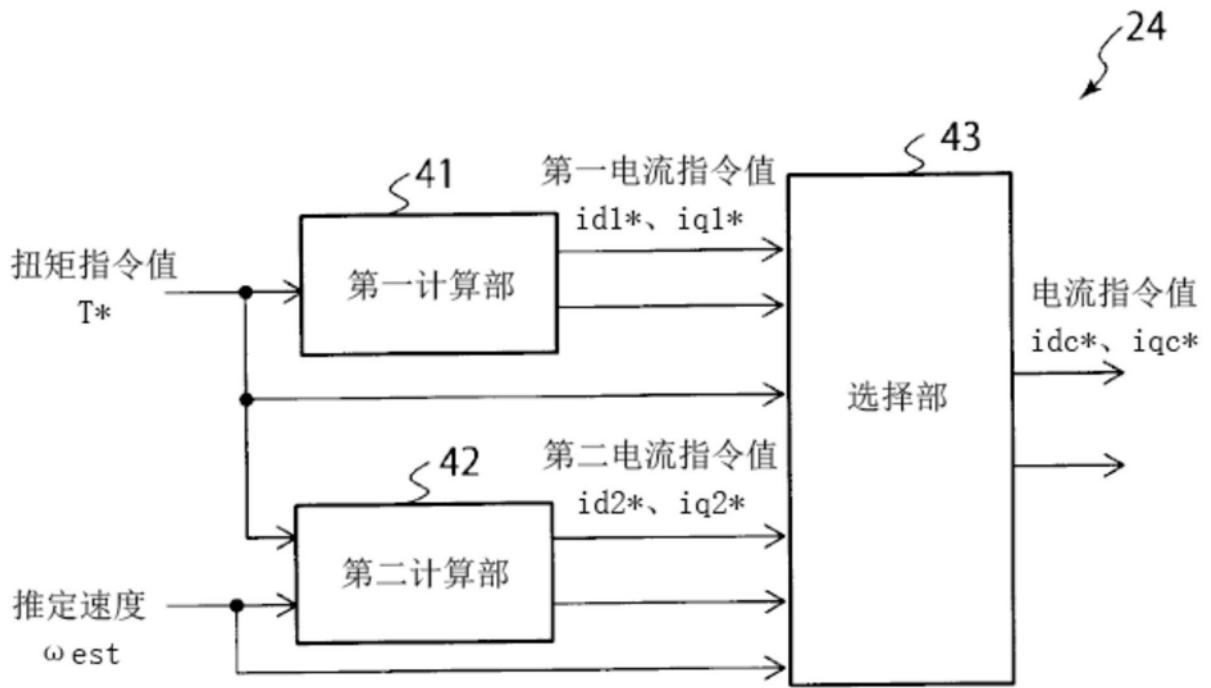 24
43
41
第一电流指令值
id1*、iq1*
扭矩指令值
T*
第一计算部
电流指令值
idc*、iqc*
选择部
42
第二电流指令值
id2*、iq2*
第二计算部
推定速度
ωest